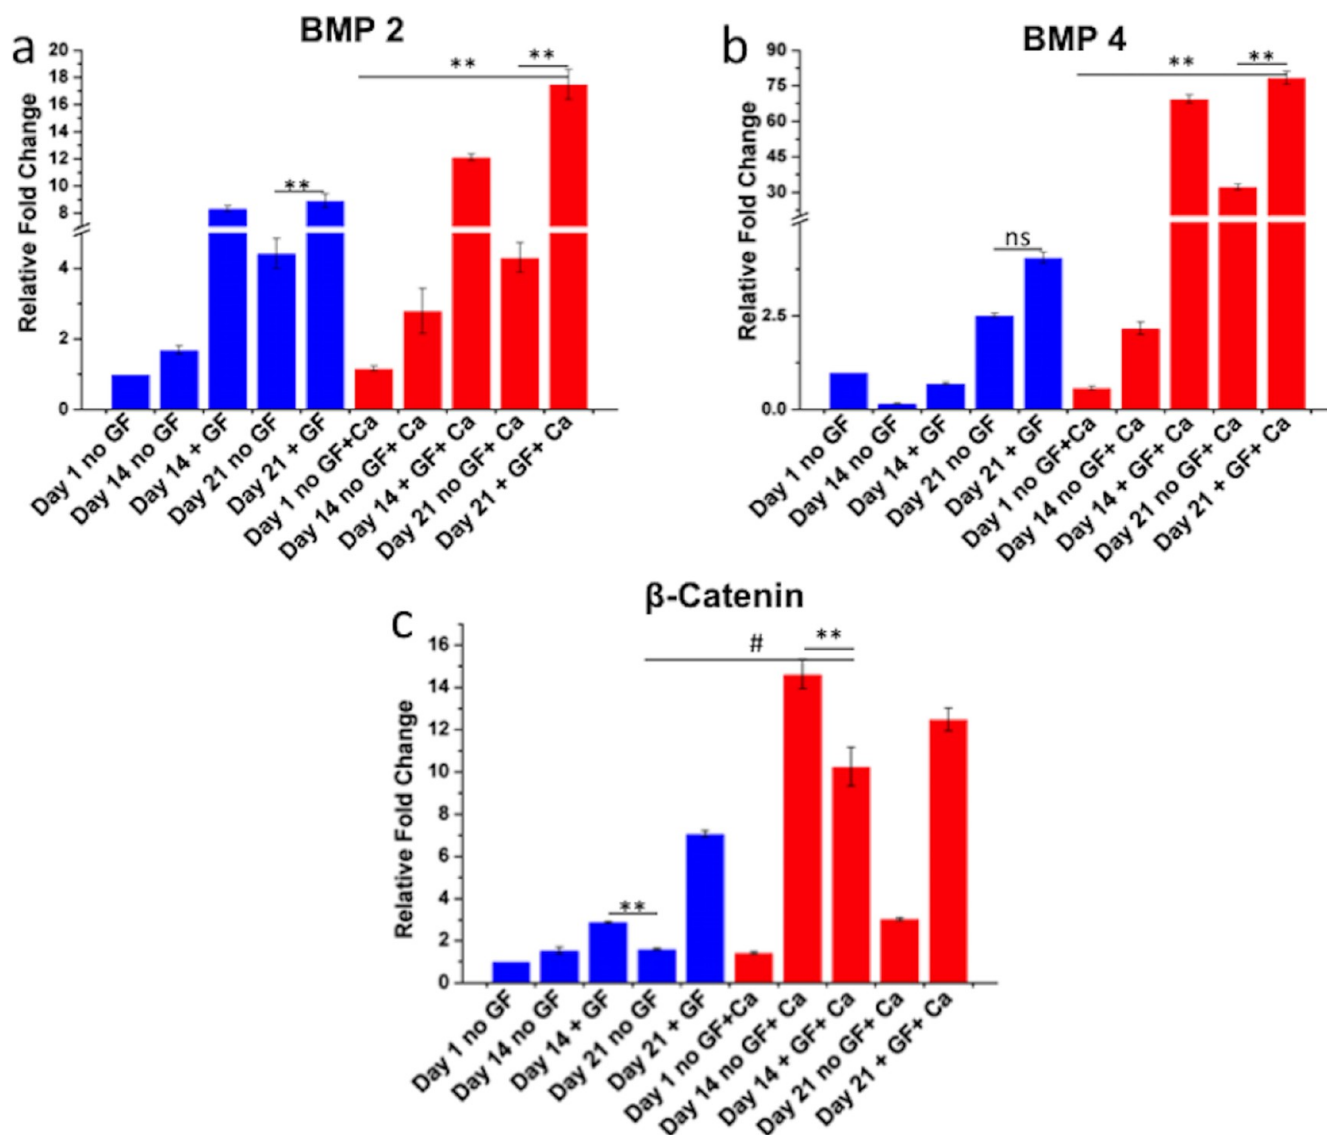 a
BMP 2
Relative Fold Change
20
18
16
14
12
10
8
4
2
0
**
**
**
Day 1 no GF
Day 14 no GF
Day 14 + GF
Day 21 no GF
Day 21 + GF
Day 1 no GF+Ca
Day 14 no GF+ Ca
Day 14 + GF+ Ca
Day 21 no GF+ Ca
Day 21 + GF+ Ca
b
BMP 4
Relative Fold Change
90
75
60
45
30
2.5
0.0
ns
**
**
Day 1 no GF
Day 14 no GF
Day 14 + GF
Day 21 no GF
Day 21 + GF
Day 1 no GF+Ca
Day 14 no GF+ Ca
Day 14 + GF+ Ca
Day 21 no GF+ Ca
Day 21 + GF+ Ca
c
β-Catenin
Relative Fold Change
16
14
12
10
8
6
4
2
0
**
#
**
Day 1 no GF
Day 14 no GF
Day 14 + GF
Day 21 no GF
Day 21 + GF
Day 1 no GF+Ca
Day 14 no GF+ Ca
Day 14 + GF+ Ca
Day 21 no GF+ Ca
Day 21 + GF+ Ca